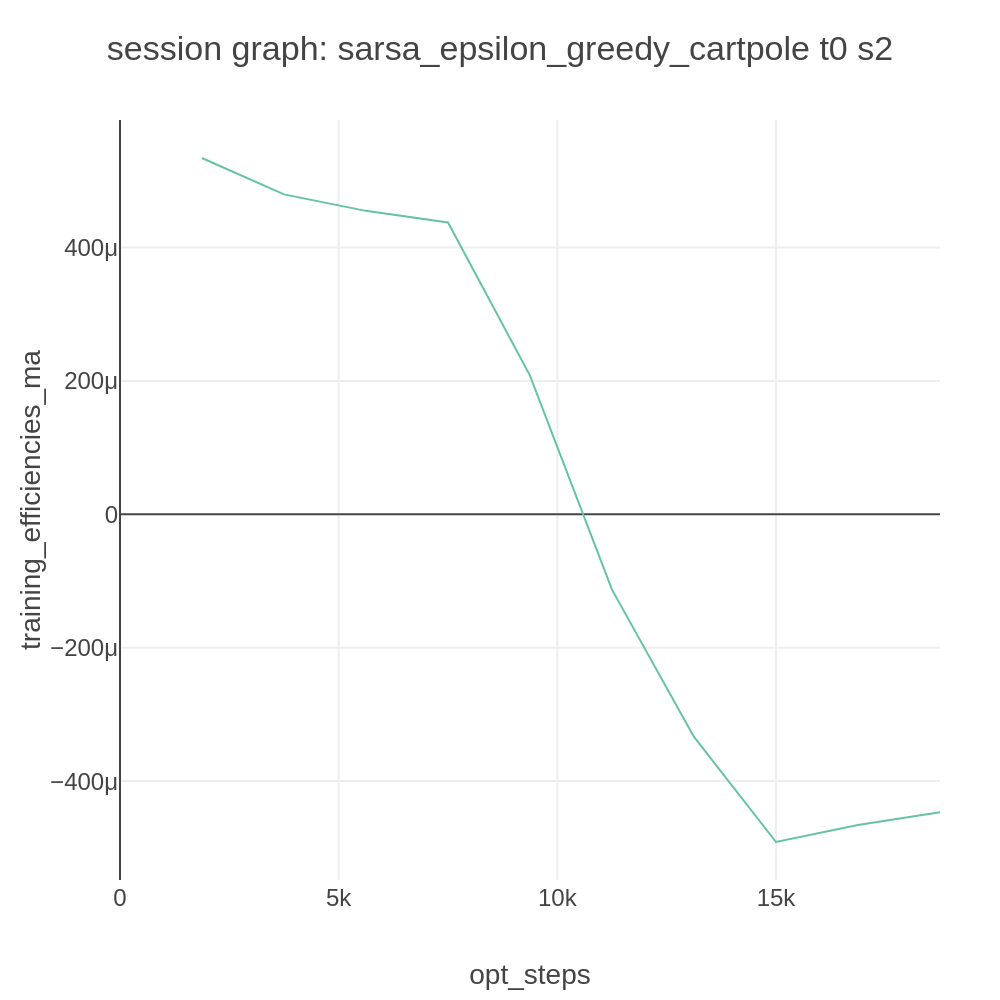 session graph: sarsa_epsilon_greedy_cartpole t0 s2
training_efficiencies_ma
400μ
200μ
0
−200μ
−400μ
0
5k
10k
15k
opt_steps